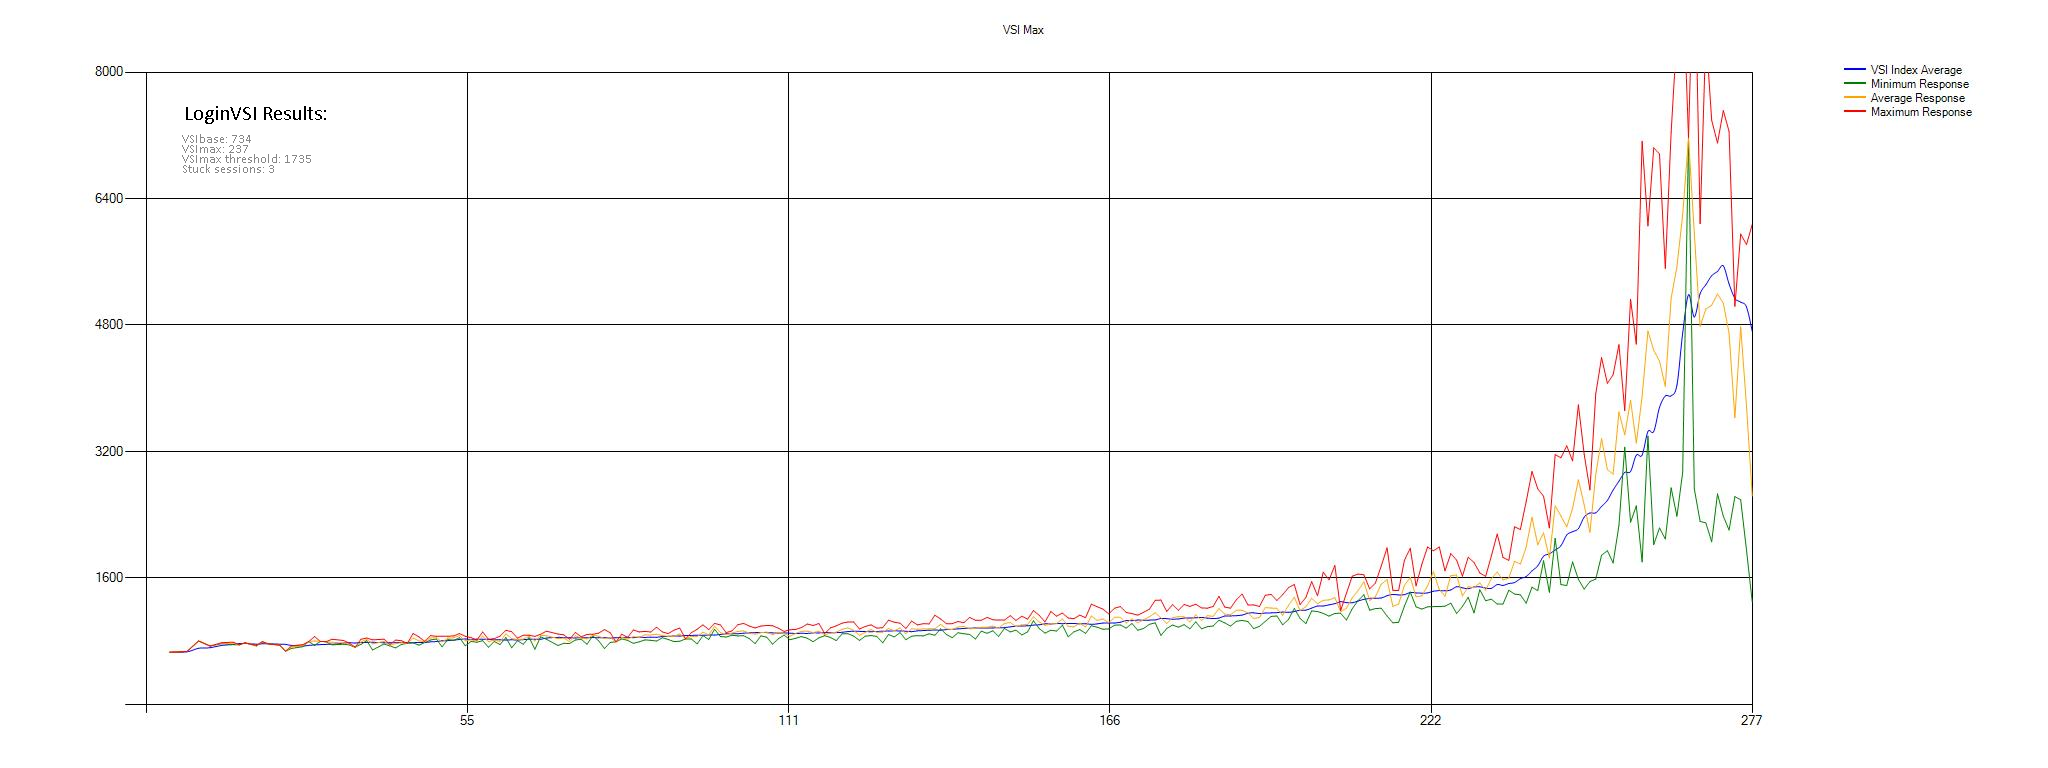 VSI Max
8000
6400
4800
3200
1600
LoginVSI Results:
VSIbase: 734
VSImax: 237
VSImax threshold: 1735
Stuck sessions: 3
55
111
166
222
277
VSI Index Average
Minimum Response
Average Response
Maximum Response